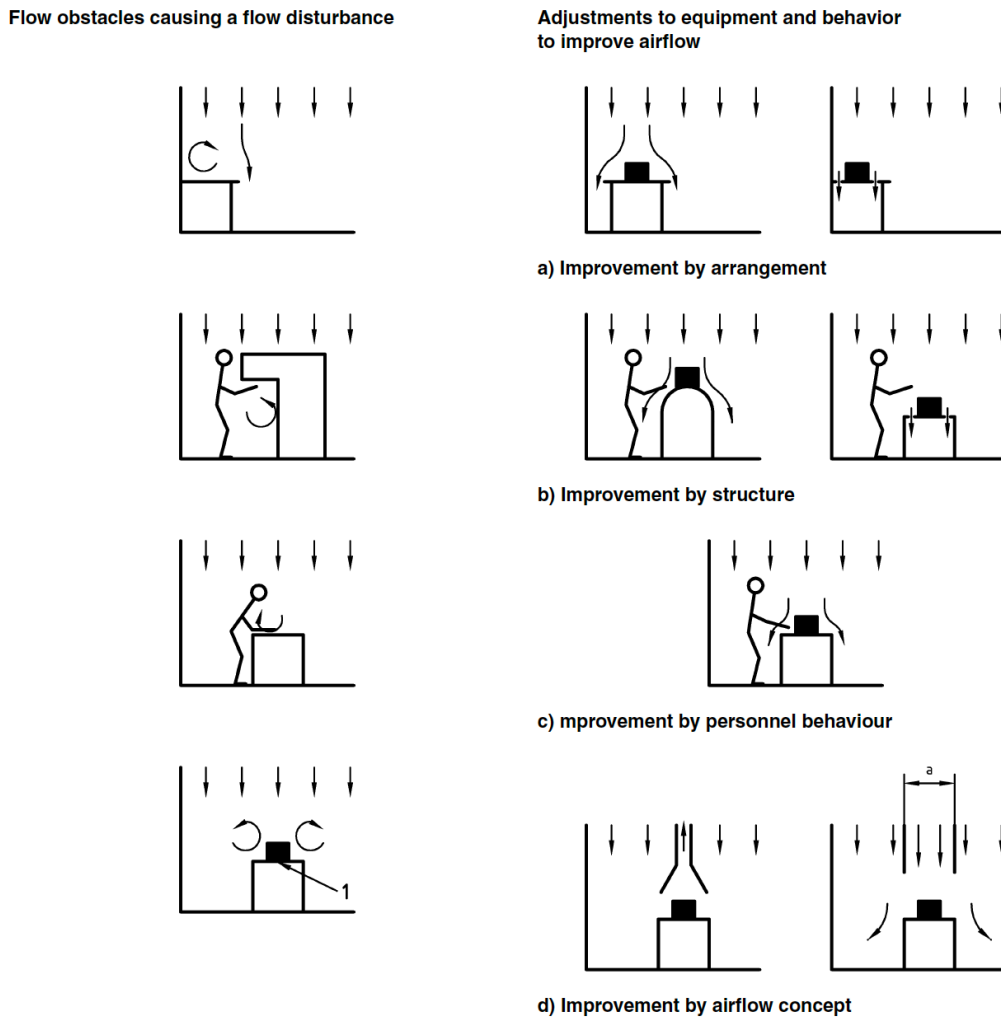 Flow obstacles causing a flow disturbance
Adjustments to equipment and behavior
to improve airflow
a) Improvement by arrangement
b) Improvement by structure
c) mprovement by personnel behaviour
a
1
d) Improvement by airflow concept